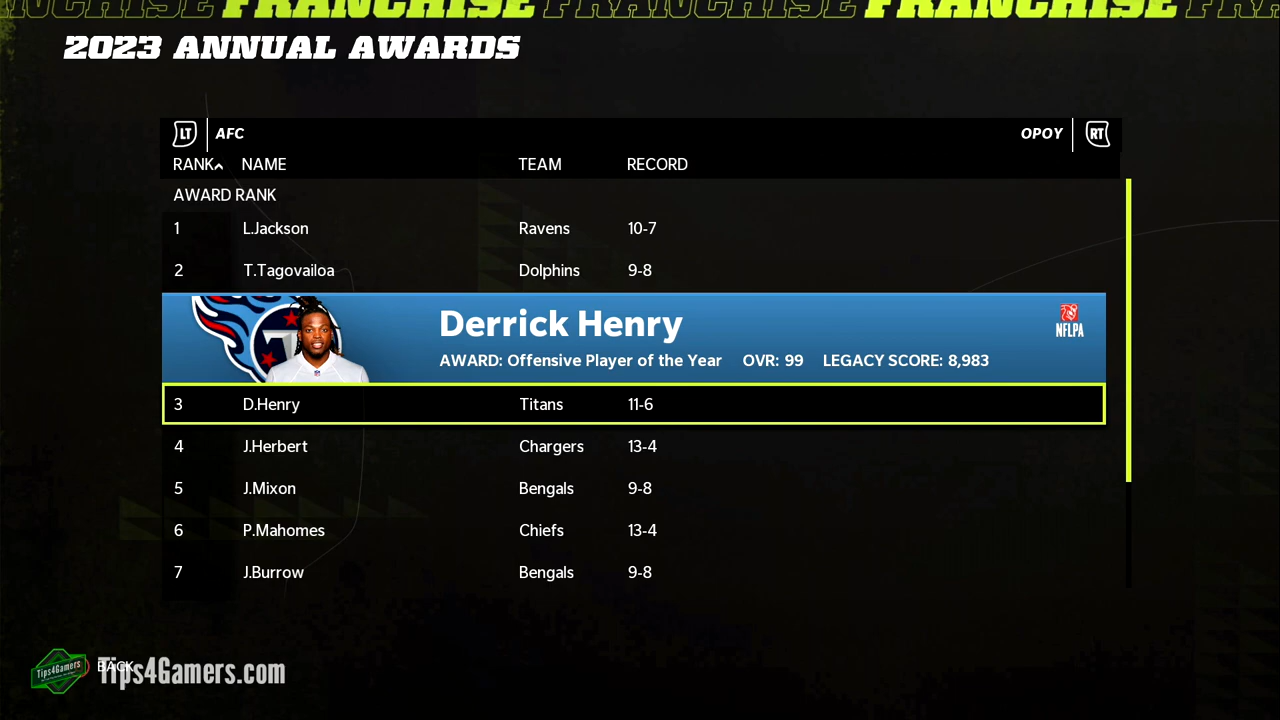 NCHISE FRANCHISE FRANCHISE FRANCHISE FRA
2023 ANNUAL AWARDS
LT AFC OPOY RT
RANK NAME TEAM RECORD
AWARD RANK
1 L.Jackson Ravens 10-7
2 T.Tagovailoa Dolphins 9-8
Derrick Henry
AWARD: Offensive Player of the Year OVR: 99 LEGACY SCORE: 8,983
NFLPA
3 D.Henry Titans 11-6
4 J.Herbert Chargers 13-4
5 J.Mixon Bengals 9-8
6 P.Mahomes Chiefs 13-4
7 J.Burrow Bengals 9-8
Tips4Gamers BACK Tips4Gamers.com